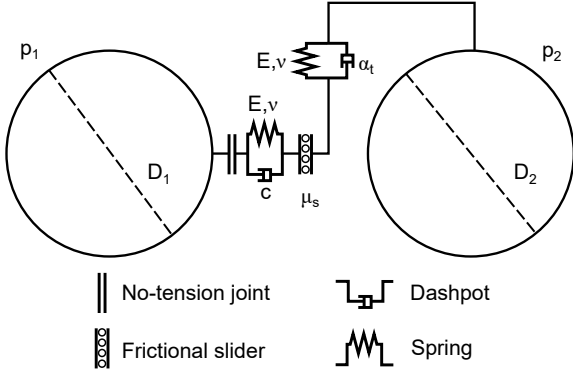 p₁
p₂
E,ν
αₜ
E,ν
D₁
D₂
c
μₛ
No-tension joint
Dashpot
Frictional slider
Spring